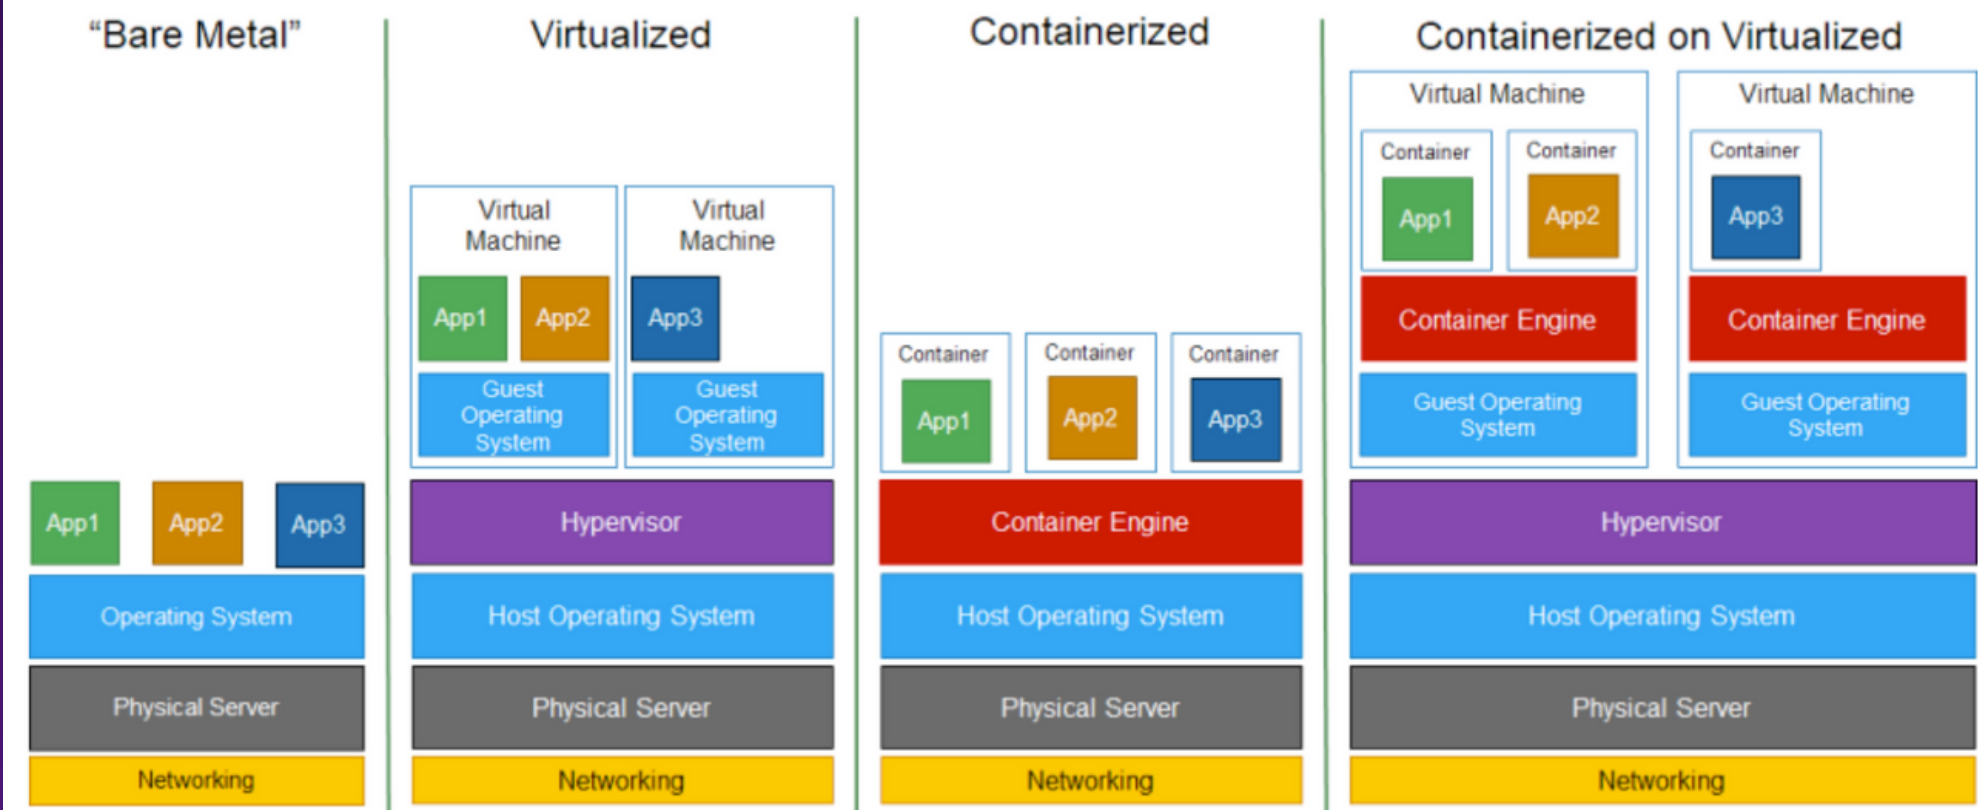 “Bare Metal”
App1
App2
App3
Operating System
Physical Server
Networking
Virtualized
Virtual
Machine
App1
App2
Guest
Operating
System
Virtual
Machine
App3
Guest
Operating
System
Hypervisor
Host Operating System
Physical Server
Networking
Containerized
Container
App1
Container
App2
Container
App3
Container Engine
Host Operating System
Physical Server
Networking
Containerized on Virtualized
Virtual Machine
Container
App1
Container
App2
Container Engine
Guest Operating
System
Virtual Machine
Container
App3
Container Engine
Guest Operating
System
Hypervisor
Host Operating System
Physical Server
Networking